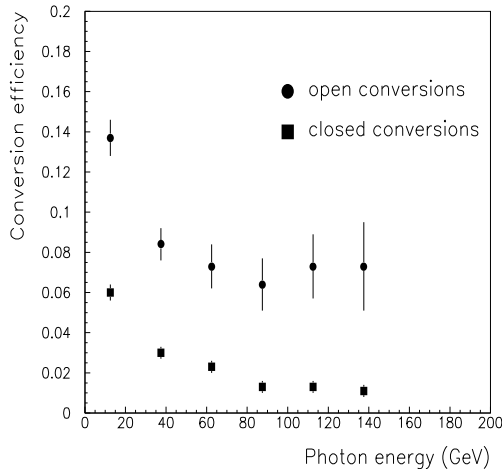 Conversion efficiency
0.2
0.18
0.16
0.14
0.12
0.1
0.08
0.06
0.04
0.02
0
open conversions
closed conversions
0 20 40 60 80 100 120 140 160 180 200
Photon energy (GeV)